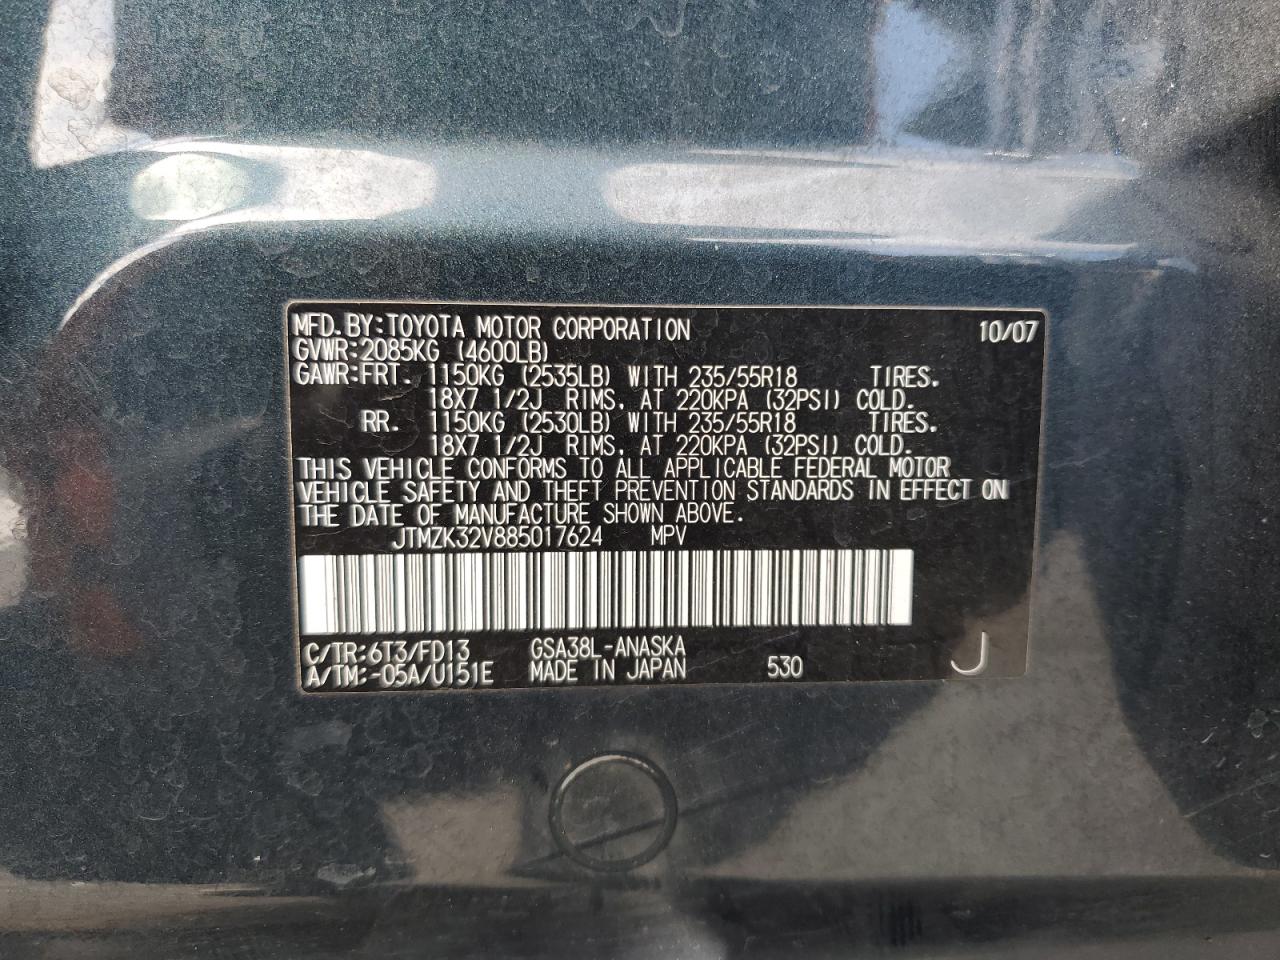 MFD.BY:TOYOTA MOTOR CORPORATION 10/07
GVWR:2085KG (4600LB)
GAWR:FRT. 1150KG (2535LB) WITH 235/55R18 TIRES.
18X7 1/2J RIMS, AT 220KPA (32PSI) COLD.
RR. 1150KG (2530LB) WITH 235/55R18 TIRES.
18X7 1/2J RIMS, AT 220KPA (32PSI) COLD.
THIS VEHICLE CONFORMS TO ALL APPLICABLE FEDERAL MOTOR
VEHICLE SAFETY AND THEFT PREVENTION STANDARDS IN EFFECT ON
THE DATE OF MANUFACTURE SHOWN ABOVE.
JTMZK32V885017624 MPV
C/TR:6T3/FD13 GSA38L-ANASKA
A/TM:-05A/U151E MADE IN JAPAN 530 J